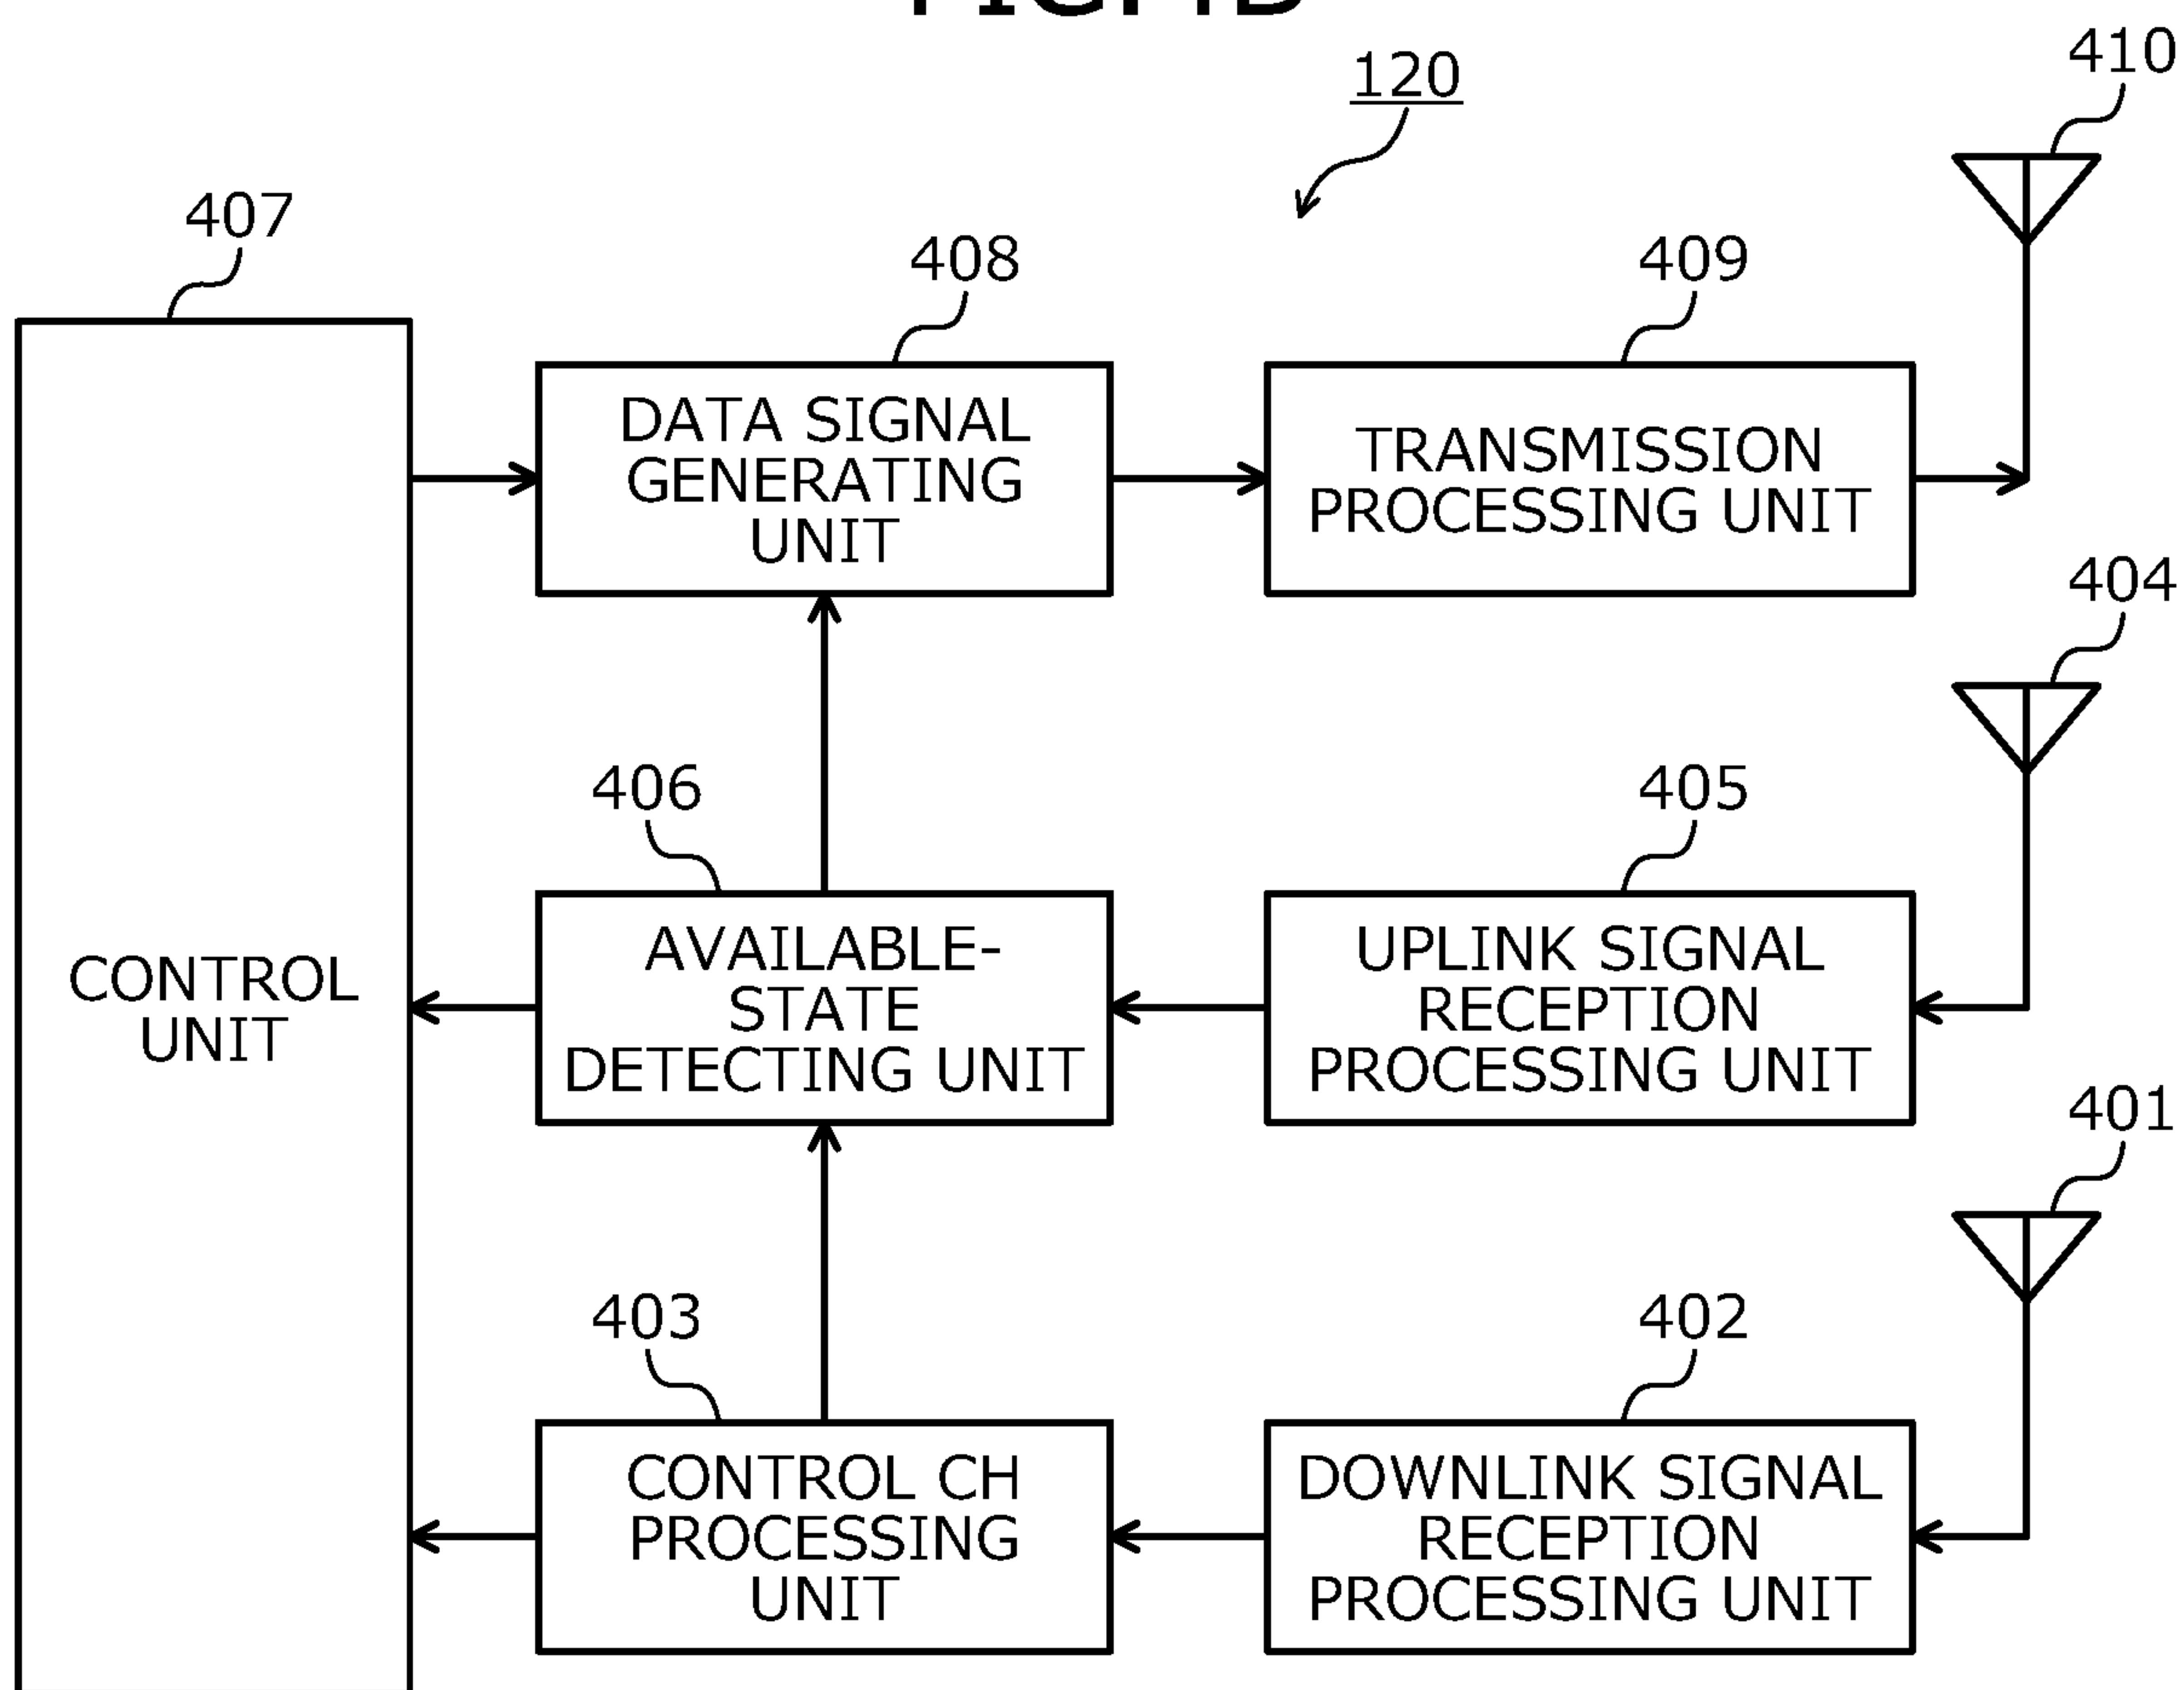 120
410
407
408
409
DATA SIGNAL
GENERATING
UNIT
TRANSMISSION
PROCESSING UNIT
404
406
405
CONTROL
UNIT
AVAILABLE-
STATE
DETECTING UNIT
UPLINK SIGNAL
RECEPTION
PROCESSING UNIT
401
403
402
CONTROL CH
PROCESSING
UNIT
DOWNLINK SIGNAL
RECEPTION
PROCESSING UNIT